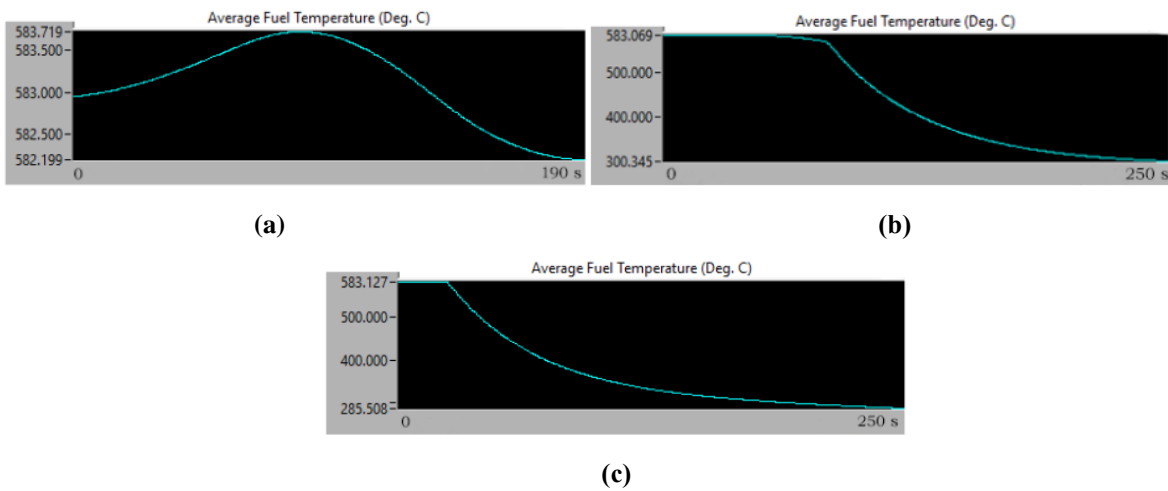 Average Fuel Temperature (Deg. C)
583.719
583.500
583.000
582.500
582.199
0 190 s
(a)
Average Fuel Temperature (Deg. C)
583.069
500.000
400.000
300.345
0 250 s
(b)
Average Fuel Temperature (Deg. C)
583.127
500.000
400.000
285.508
0 250 s
(c)